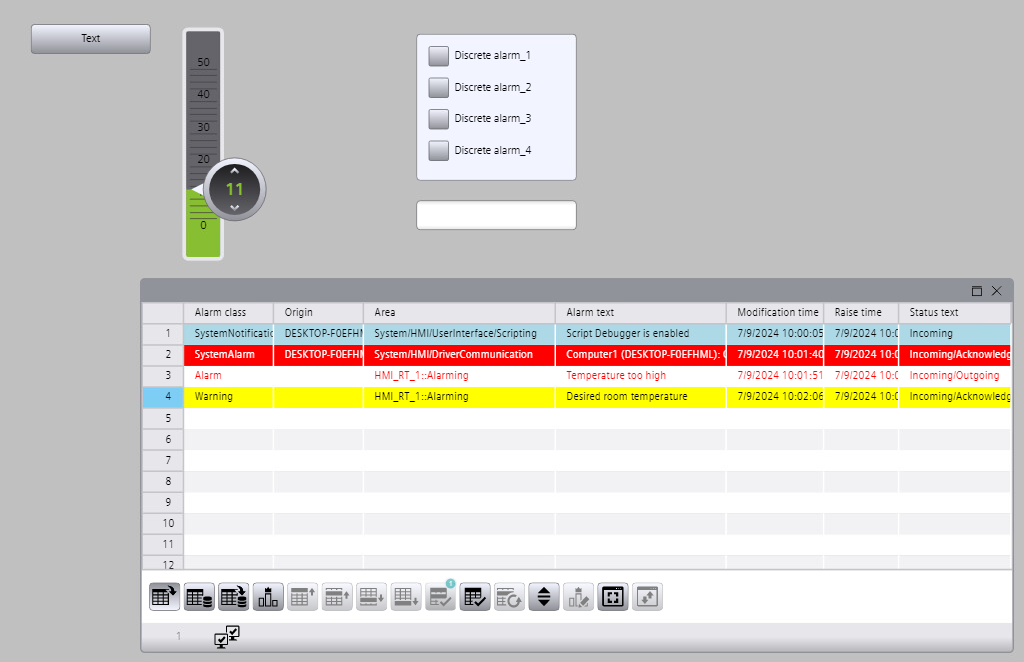 Text
50
40
30
20
11
0
Discrete alarm_1
Discrete alarm_2
Discrete alarm_3
Discrete alarm_4
Alarm class Origin Area Alarm text Modification time Raise time Status text
1 SystemNotificatic DESKTOP-F0EFHM System/HMI/UserInterface/Scripting Script Debugger is enabled 7/9/2024 10:00:05 7/9/2024 10:0 Incoming
2 SystemAlarm DESKTOP-F0EFHM System/HMI/DriverCommunication Computer1 (DESKTOP-F0EFHML): 7/9/2024 10:01:40 7/9/2024 10:0 Incoming/Acknowledg
3 Alarm HMI_RT_1::Alarming Temperature too high 7/9/2024 10:01:51 7/9/2024 10:0 Incoming/Outgoing
4 Warning HMI_RT_1::Alarming Desired room temperature 7/9/2024 10:02:06 7/9/2024 10:0 Incoming/Acknowledg
5
6
7
8
9
10
11
12
1
1